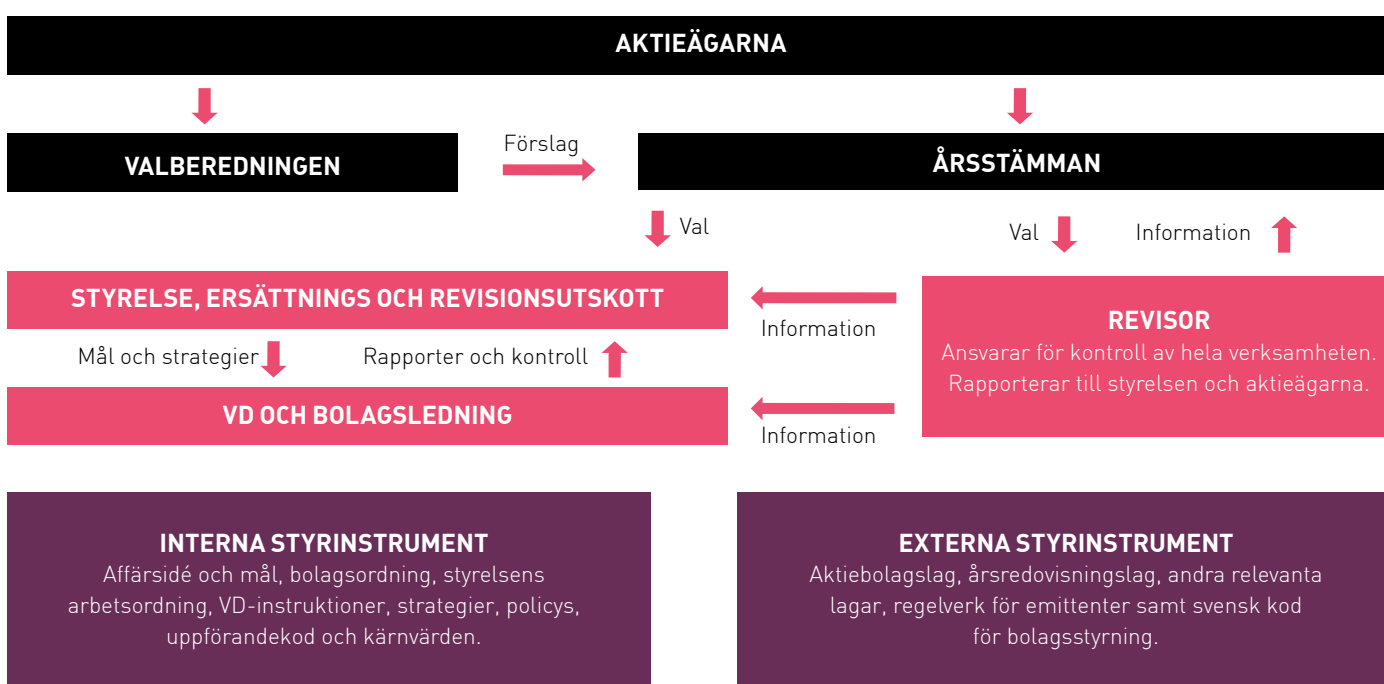 AKTIEÄGARNA
VALBEREDNINGEN
Förslag
ÅRSSTÄMMAN
Val
Val
Information
STYRELSE, ERSÄTTNINGS OCH REVISIONSUTSKOTT
Information
REVISOR
Ansvarar för kontroll av hela verksamheten.
Rapporterar till styrelsen och aktieägarna.
Mål och strategier
Rapporter och kontroll
VD OCH BOLAGSLEDNING
Information
INTERNA STYRINSTRUMENT
Affärsidé och mål, bolagsordning, styrelsens
arbetsordning, VD-instruktioner, strategier, policys,
uppförandekod och kärnvärden.
EXTERNA STYRINSTRUMENT
Aktiebolagslag, årsredovisningslag, andra relevanta
lagar, regelverk för emittenter samt svensk kod
för bolagsstyrning.